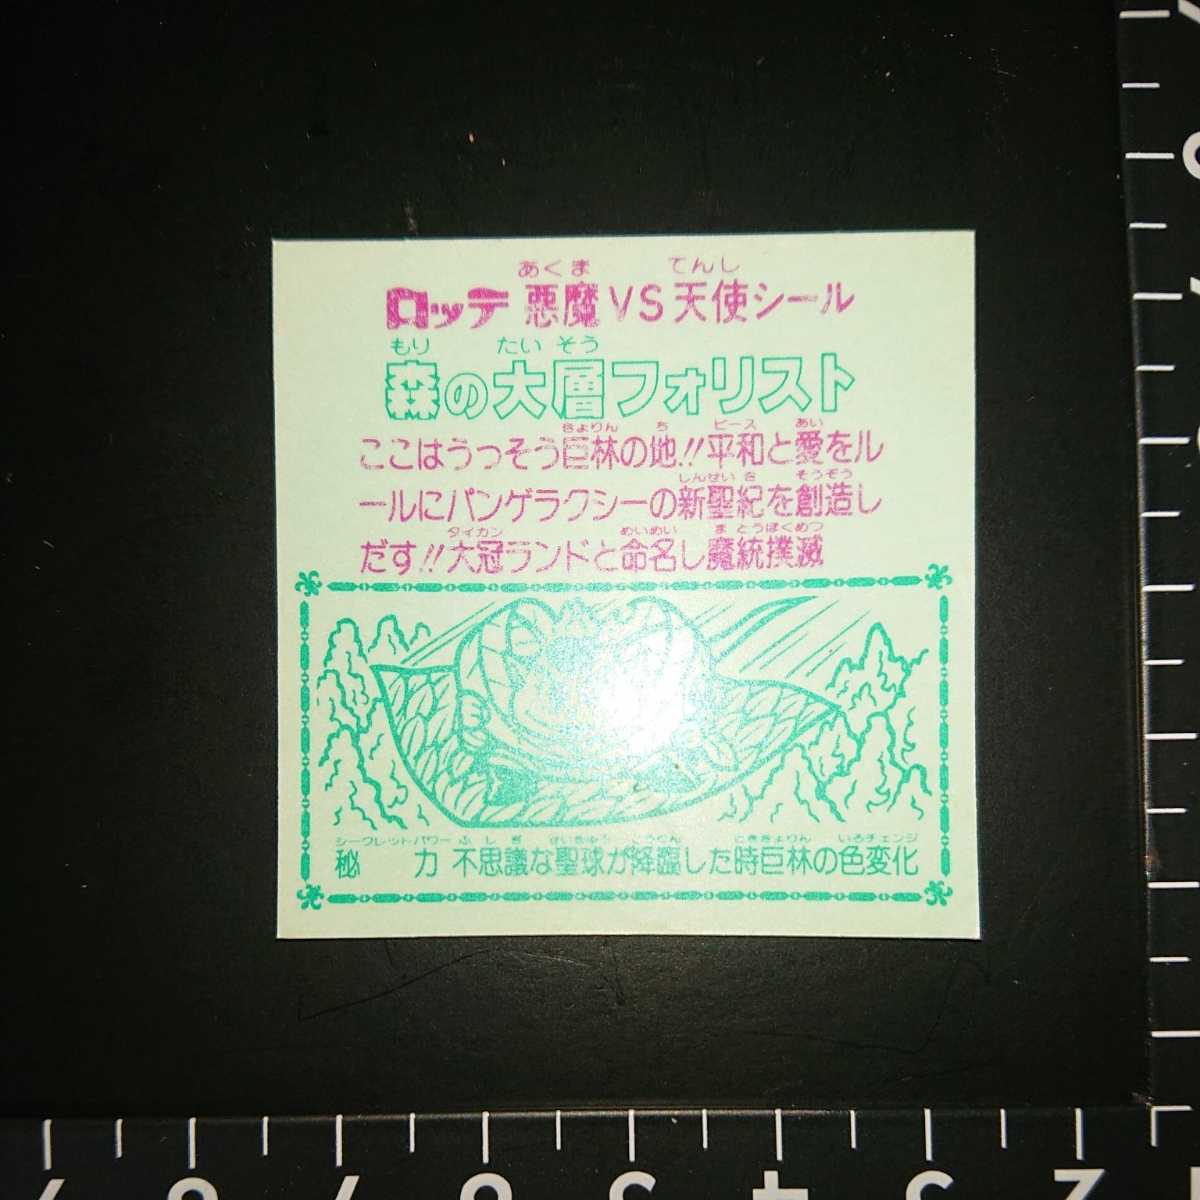 あくま てんし
ロッテ 悪魔VS天使シール
もり たい そう
森の大層フォリスト
きょりん ち ピース あい
ここはうっそう巨林の地!!平和と愛をル
しんせい き そうぞう
ールにパンゲラクシーの新聖紀を創造し
タイカン めいめい ま とうぼくめつ
だす!!大冠ランドと命名し魔統撲滅
シークレットパワー ふ し ぎ せいきゅう こうりん とききょりん いろチェンジ
秘 力 不思議な聖球が降臨した時巨林の色変化